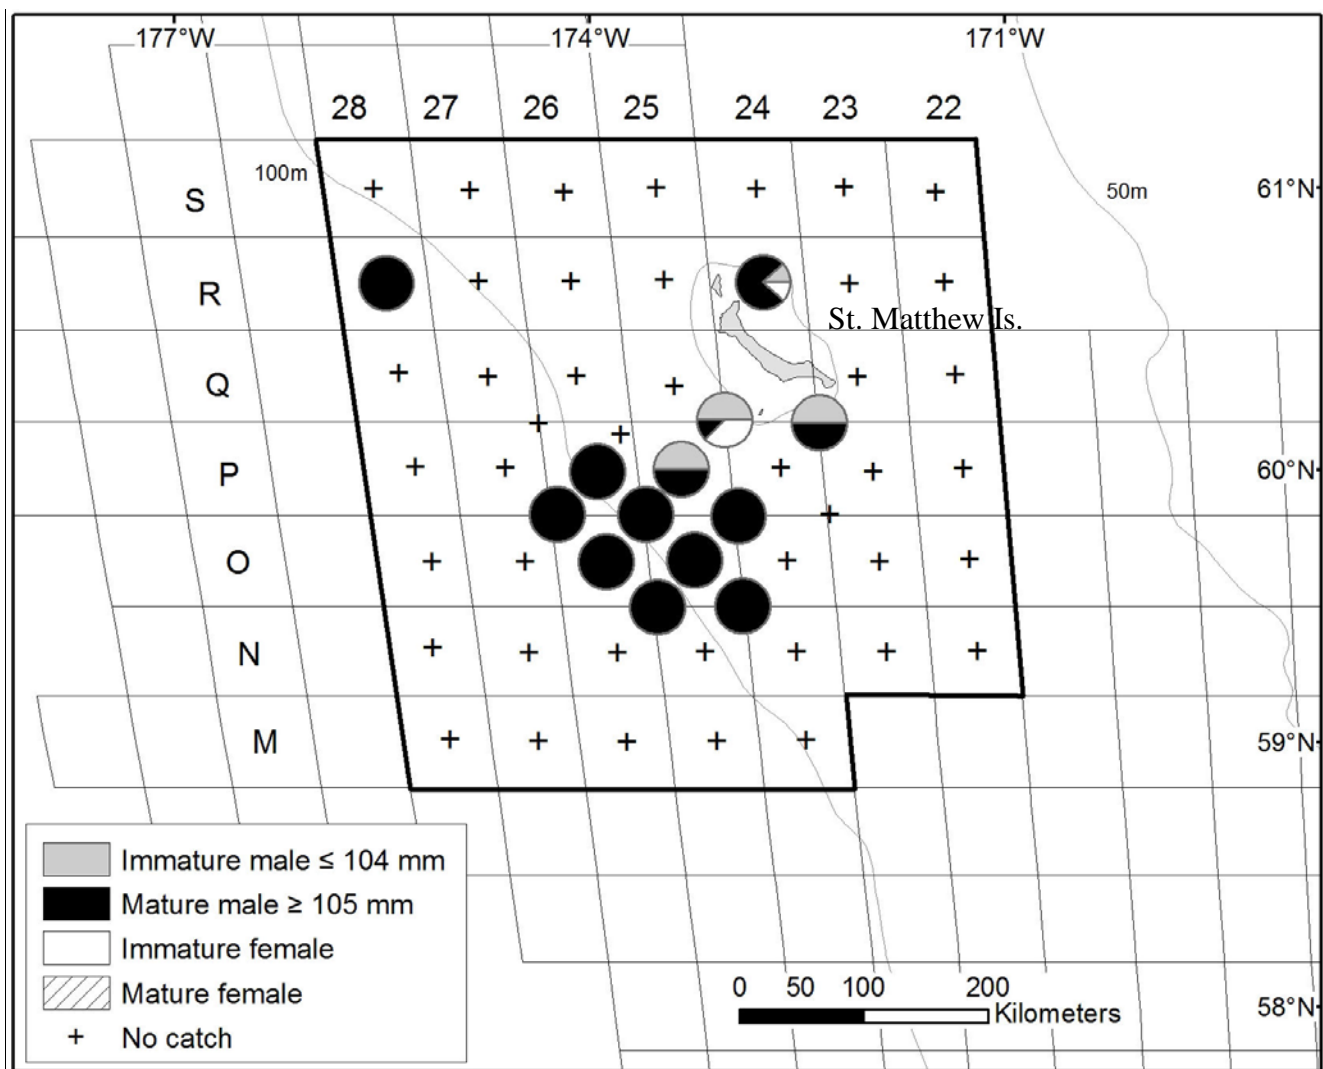 177°W 174°W 171°W
28 27 26 25 24 23 22
100m
50m
S
61°N
R
St. Matthew Is.
Q
P
60°N
O
N
M
59°N
Immature male ≤ 104 mm
Mature male ≥ 105 mm
Immature female
Mature female
+ No catch
0 50 100 200
Kilometers
58°N